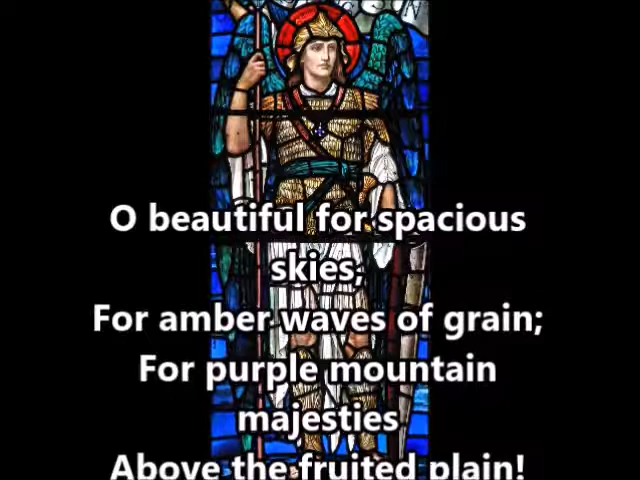 O beautiful for spacious
skies,
For amber waves of grain;
For purple mountain
majesties
Above the fruited plain!